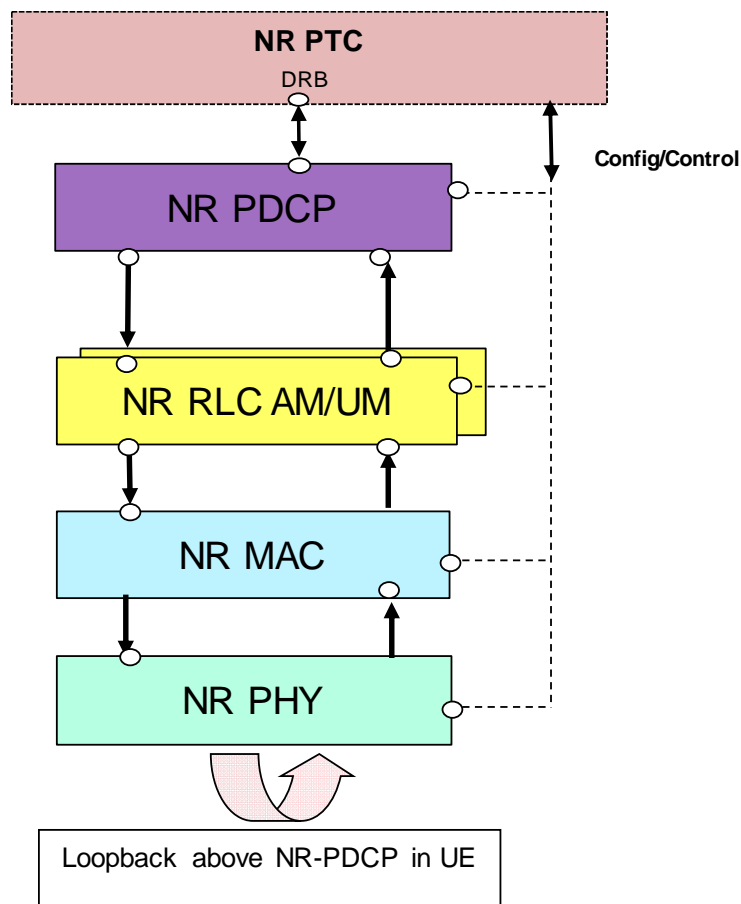 NR PTC
DRB
Config/Control
NR PDCP
NR RLC AM/UM
NR MAC
NR PHY
Loopback above NR-PDCP in UE